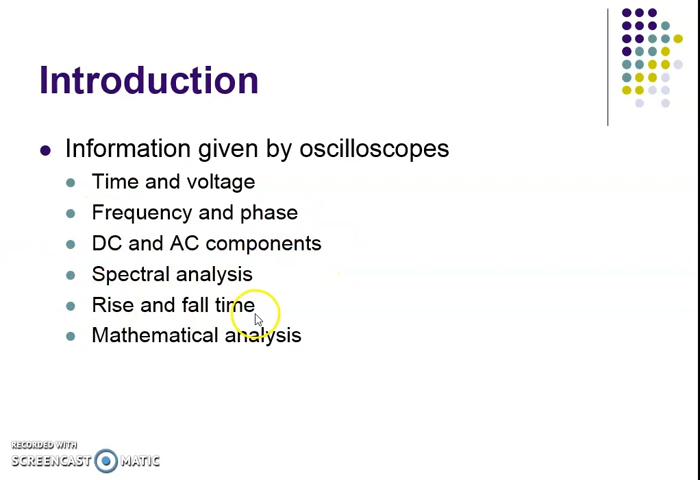 Introduction
Information given by oscilloscopes
Time and voltage
Frequency and phase
DC and AC components
Spectral analysis
Rise and fall time
Mathematical analysis
RECORDED WITH
SCREENCAST MATIC